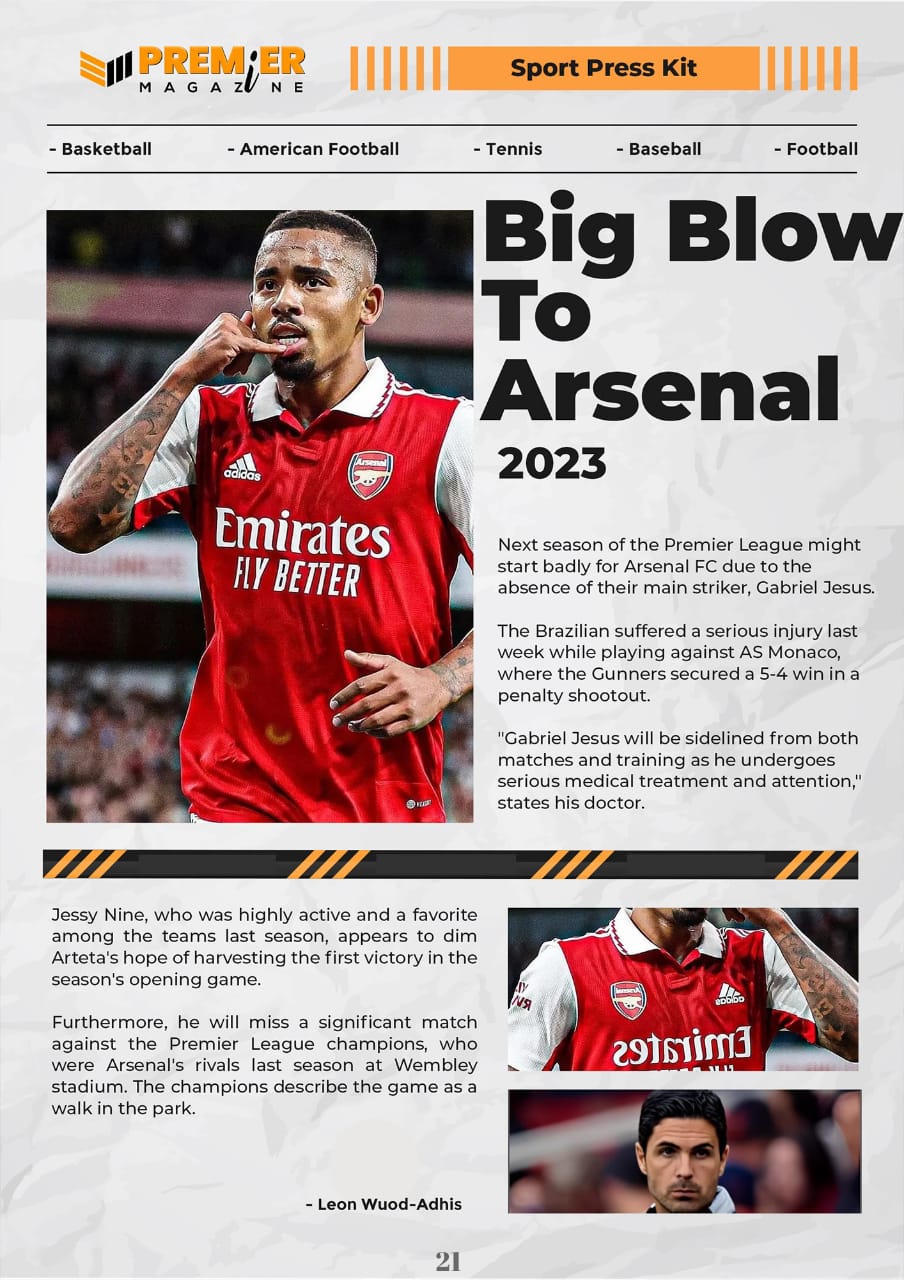 PREMiER
MAGAZiNE
Sport Press Kit
- Basketball
- American Football
- Tennis
- Baseball
- Football
Big Blow
To
Arsenal
2023
adidas
Arsenal
Emirates
FLY BETTER
Next season of the Premier League might
start badly for Arsenal FC due to the
absence of their main striker, Gabriel Jesus.
The Brazilian suffered a serious injury last
week while playing against AS Monaco,
where the Gunners secured a 5-4 win in a
penalty shootout.
"Gabriel Jesus will be sidelined from both
matches and training as he undergoes
serious medical treatment and attention,"
states his doctor.
Jessy Nine, who was highly active and a favorite
among the teams last season, appears to dim
Arteta's hope of harvesting the first victory in the
season's opening game.
Furthermore, he will miss a significant match
against the Premier League champions, who
were Arsenal's rivals last season at Wembley
stadium. The champions describe the game as a
walk in the park.
- Leon Wuod-Adhis
Arsenal
adidas
Emirates
21